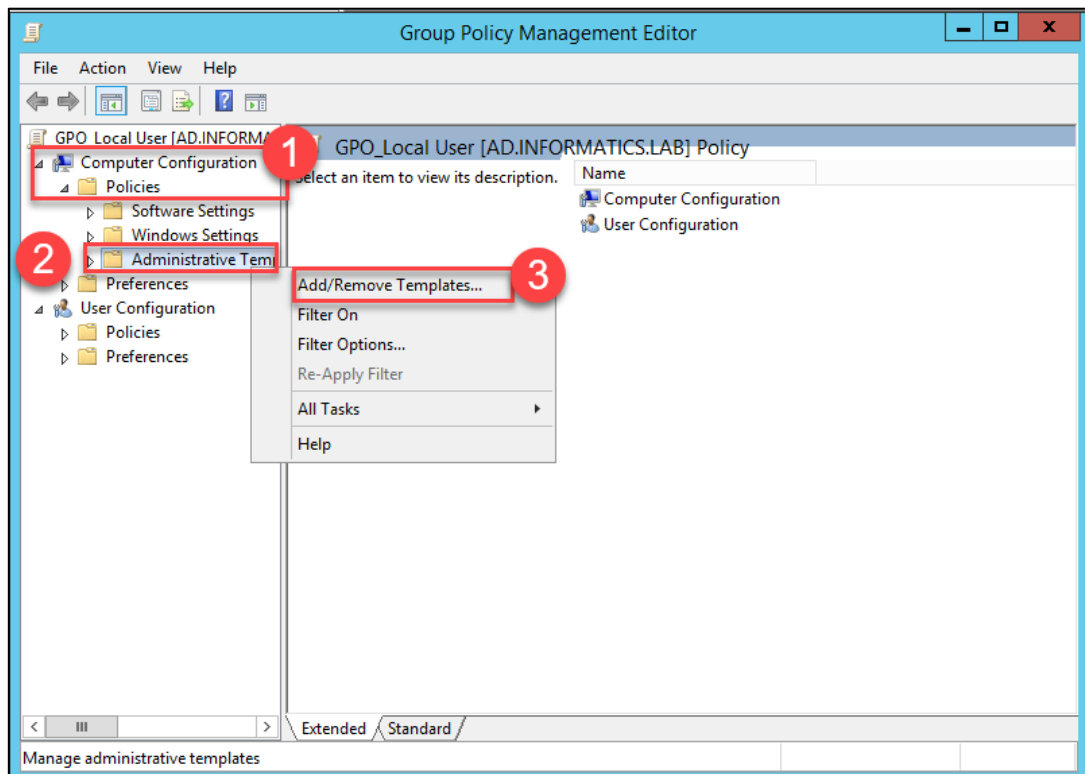 Group Policy Management Editor
X
File Action View Help
?
GPO_Local User [AD.INFORMA
1
GPO_Local User [AD.INFORMATICS.LAB] Policy
Computer Configuration
Select an item to view its description.
Name
Policies
Computer Configuration
Software Settings
User Configuration
Windows Settings
2
Administrative Temp
3
Add/Remove Templates...
Preferences
User Configuration
Filter On
Policies
Filter Options...
Preferences
Re-Apply Filter
All Tasks
Help
Extended Standard
Manage administrative templates